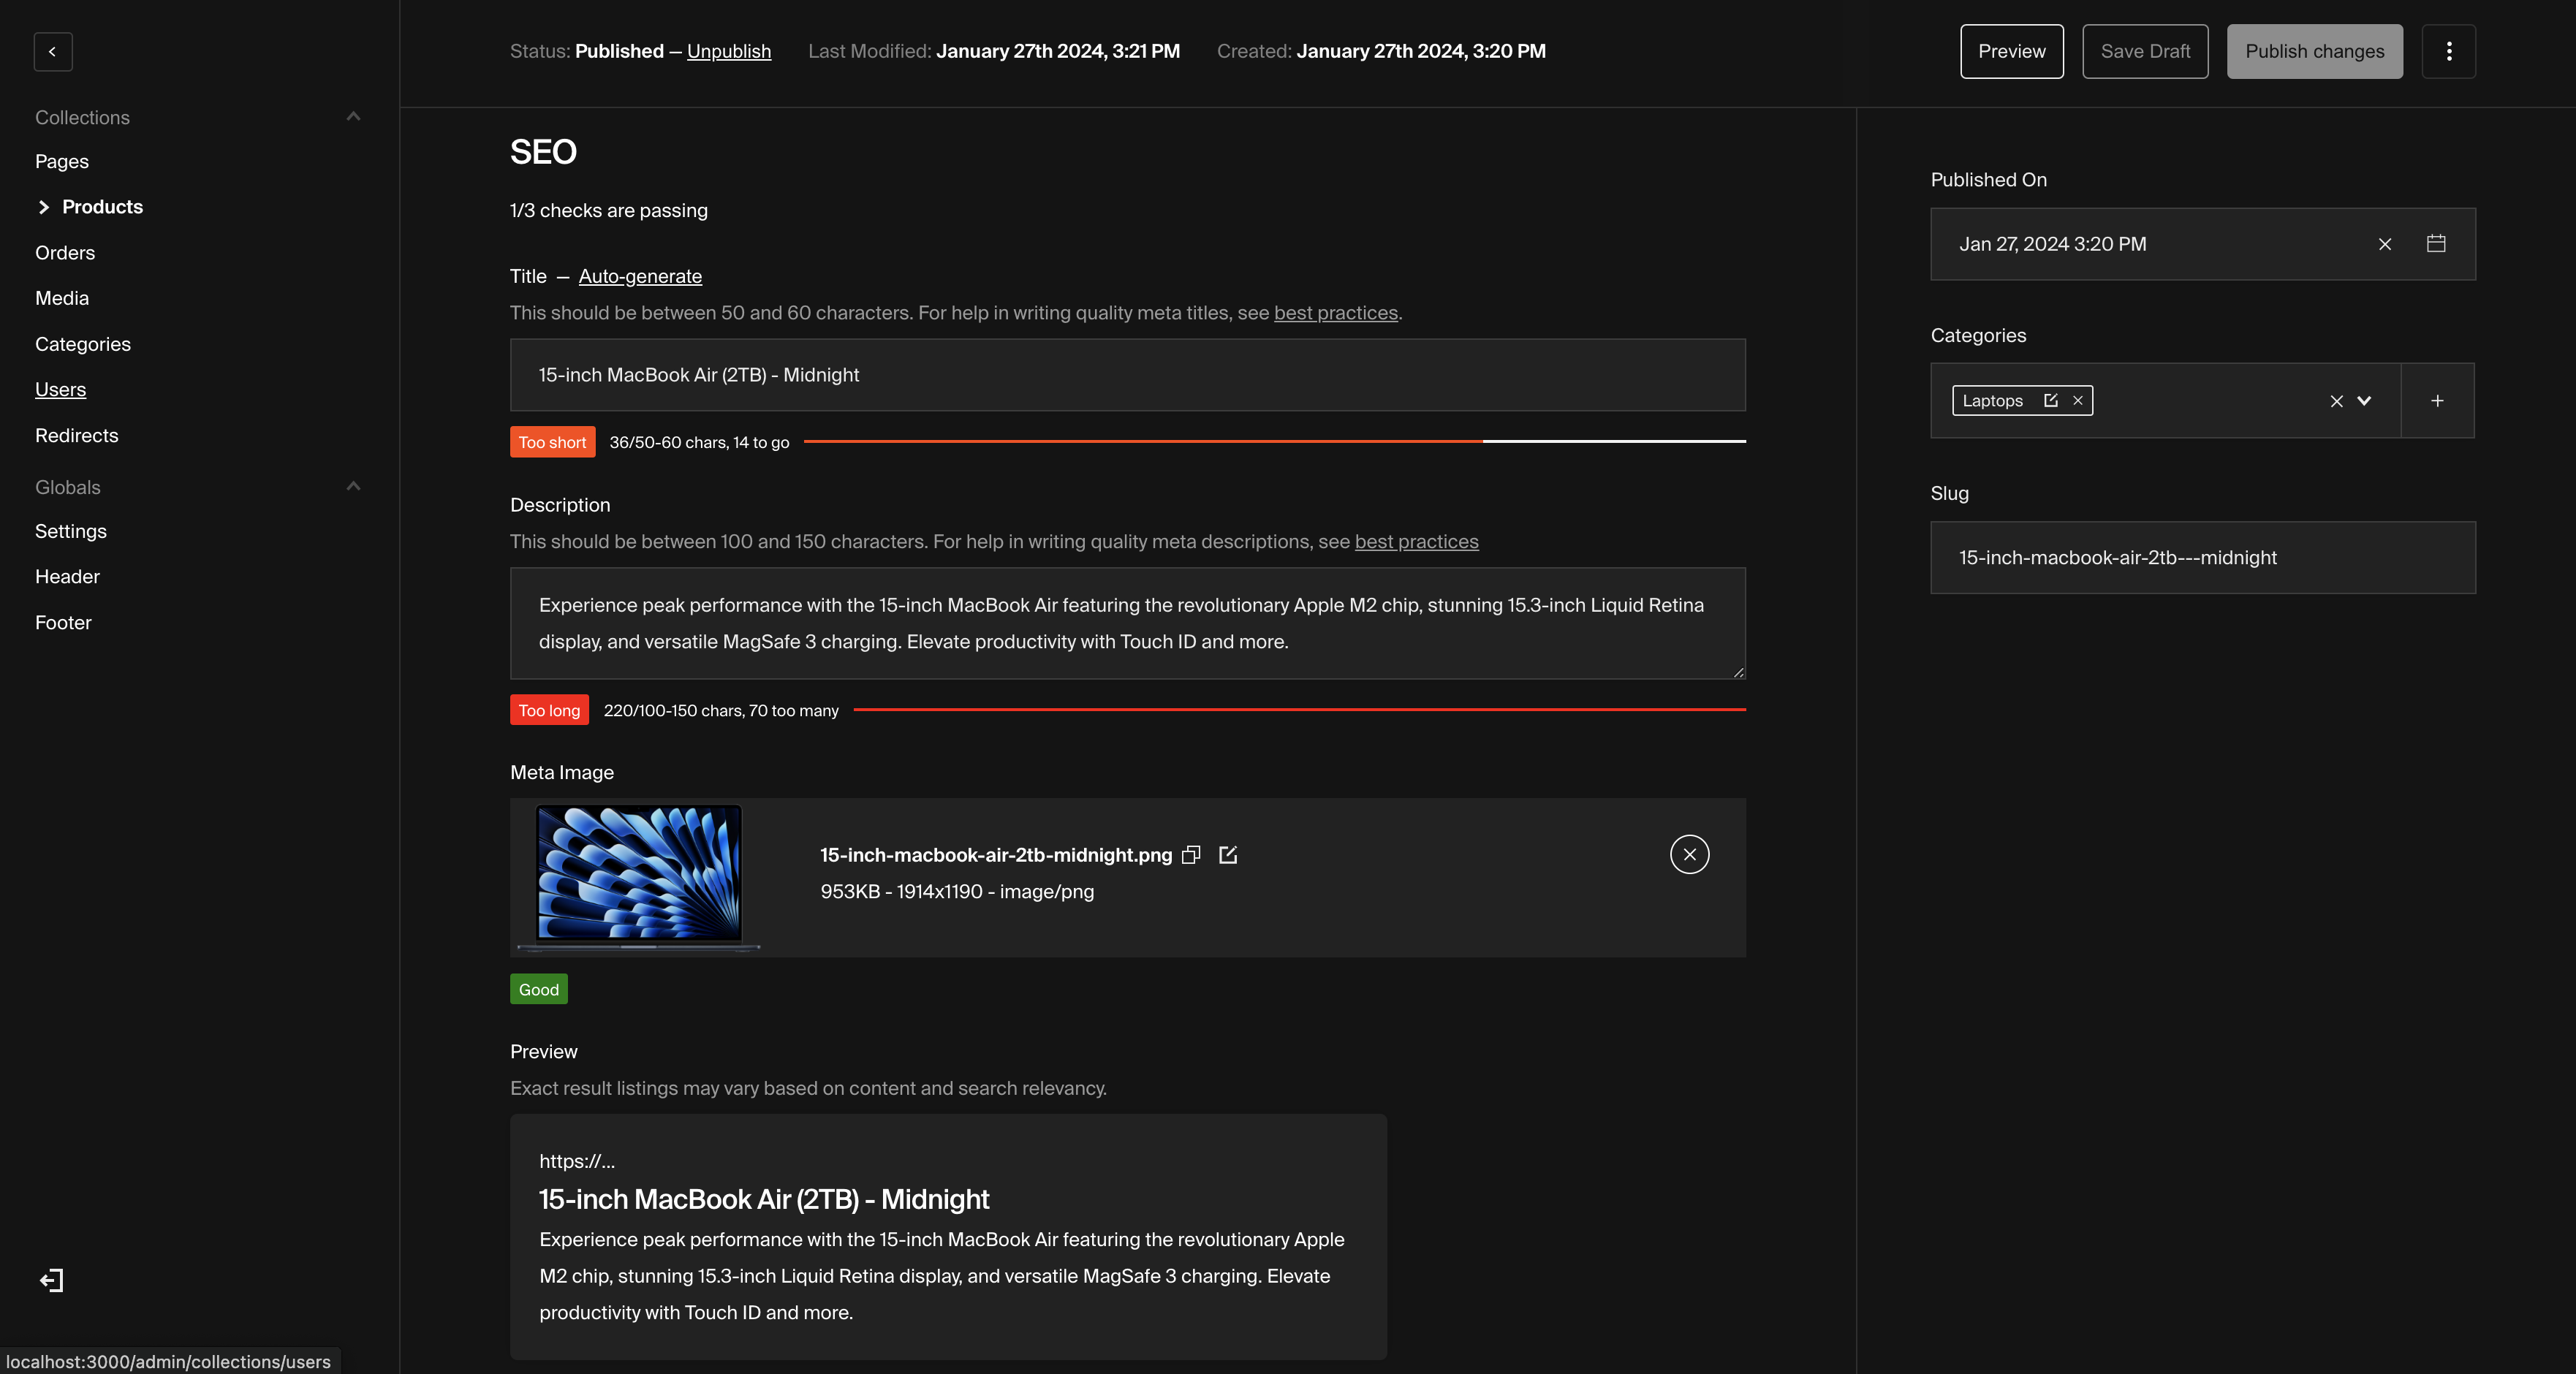 Status: Published — Unpublish
Last Modified: January 27th 2024, 3:21 PM
Created: January 27th 2024, 3:20 PM
Preview
Save Draft
Publish changes
Collections
Pages
Products
Orders
Media
Categories
Users
Redirects
Globals
Settings
Header
Footer
SEO
1/3 checks are passing
Title — Auto-generate
This should be between 50 and 60 characters. For help in writing quality meta titles, see best practices.
15-inch MacBook Air (2TB) - Midnight
Too short 36/50-60 chars, 14 to go
Description
This should be between 100 and 150 characters. For help in writing quality meta descriptions, see best practices
Experience peak performance with the 15-inch MacBook Air featuring the revolutionary Apple M2 chip, stunning 15.3-inch Liquid Retina
display, and versatile MagSafe 3 charging. Elevate productivity with Touch ID and more.
Too long 220/100-150 chars, 70 too many
Meta Image
15-inch-macbook-air-2tb-midnight.png
953KB - 1914x1190 - image/png
Good
Preview
Exact result listings may vary based on content and search relevancy.
https://...
15-inch MacBook Air (2TB) - Midnight
Experience peak performance with the 15-inch MacBook Air featuring the revolutionary Apple
M2 chip, stunning 15.3-inch Liquid Retina display, and versatile MagSafe 3 charging. Elevate
productivity with Touch ID and more.
Published On
Jan 27, 2024 3:20 PM
Categories
Laptops
Slug
15-inch-macbook-air-2tb---midnight
localhost:3000/admin/collections/users